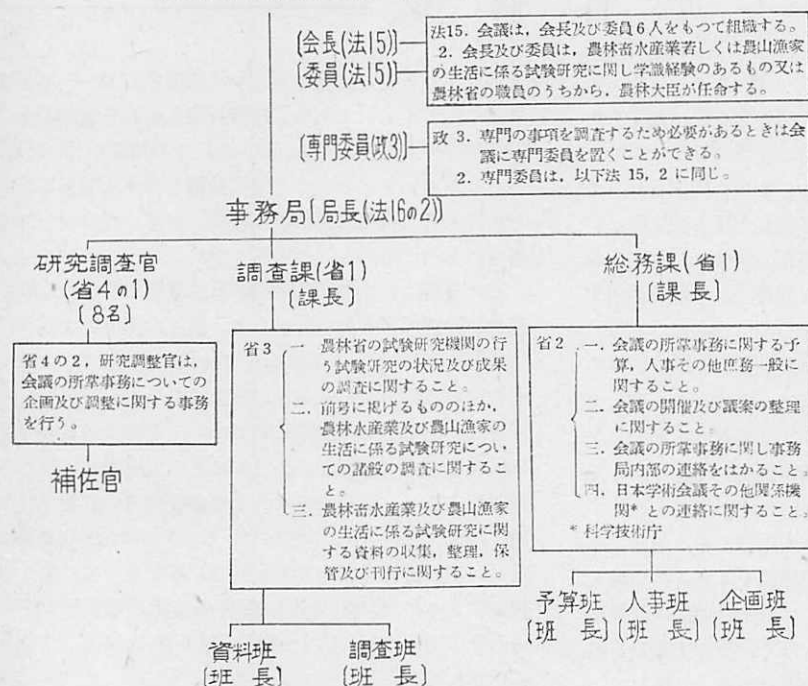 〔会長(法15)〕
〔委員(法15)〕
法15. 会議は，会長及び委員6人をもつて組織する。
2. 会長及び委員は，農林畜水産業若しくは農山漁家
の生活に係る試験研究に関し学識経験のあるもの又は
農林省の職員のうちから，農林大臣が任命する。
〔専門委員(政3)〕
政 3. 専門の事項を調査するため必要があるときは会
議に専門委員を置くことができる。
2. 専門委員は，以下法 15, 2 に同じ。
事務局〔局長(法16の2)〕
研究調査官
(省4の1)
〔8名〕
省4の2，研究調整官は，
会議の所掌事務についての
企画及び調整に関する事務
を行う。
補佐官
調査課(省1)
〔課長〕
省3
一 農林省の試験研究機関の行
う試験研究の状況及び成果
の調査に関すること。
二. 前号に掲げるもののほか，
農林水産業及び農山漁家の
生活に係る試験研究につい
ての諸般の調査に関するこ
と。
三. 農林畜水産業及び農山漁家
の生活に係る試験研究に関
する資料の収集，整理，保
管及び刊行に関すること。
資料班
〔班 長〕
調査班
〔班 長〕
総務課(省1)
〔課 長〕
省2
一. 会議の所掌事務に関する予
算，人事その他庶務一般に
関すること。
二. 会議の開催及び議案の整理
に関すること。
三. 会議の所掌事務に関し事務
局内部の連絡をはかること。
四. 日本学術会議その他関係機
関* との連絡に関すること。
* 科学技術庁
予算班
〔班 長〕
人事班
〔班 長〕
企画班
〔班 長〕